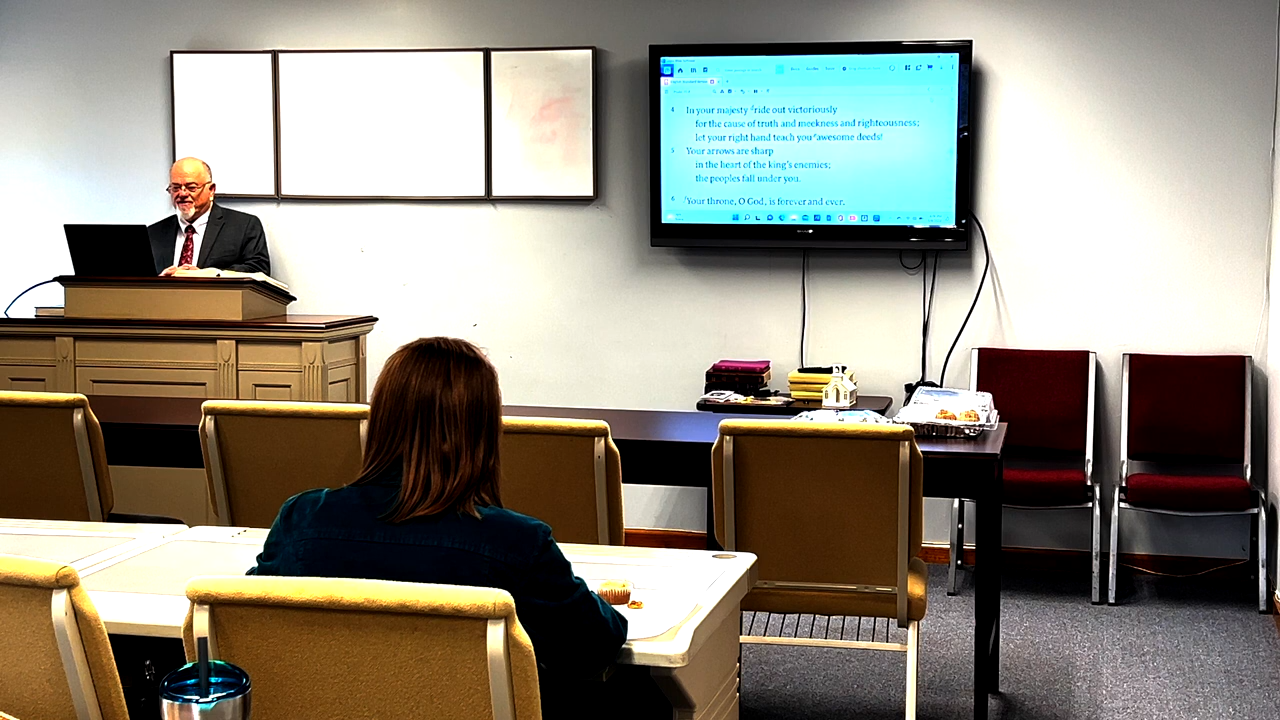 4 In your majesty ride out victoriously
for the cause of truth and meekness and righteousness;
let your right hand teach you awesome deeds!
5 Your arrows are sharp
in the heart of the king's enemies;
the peoples fall under you.
6 Your throne, O God, is forever and ever.